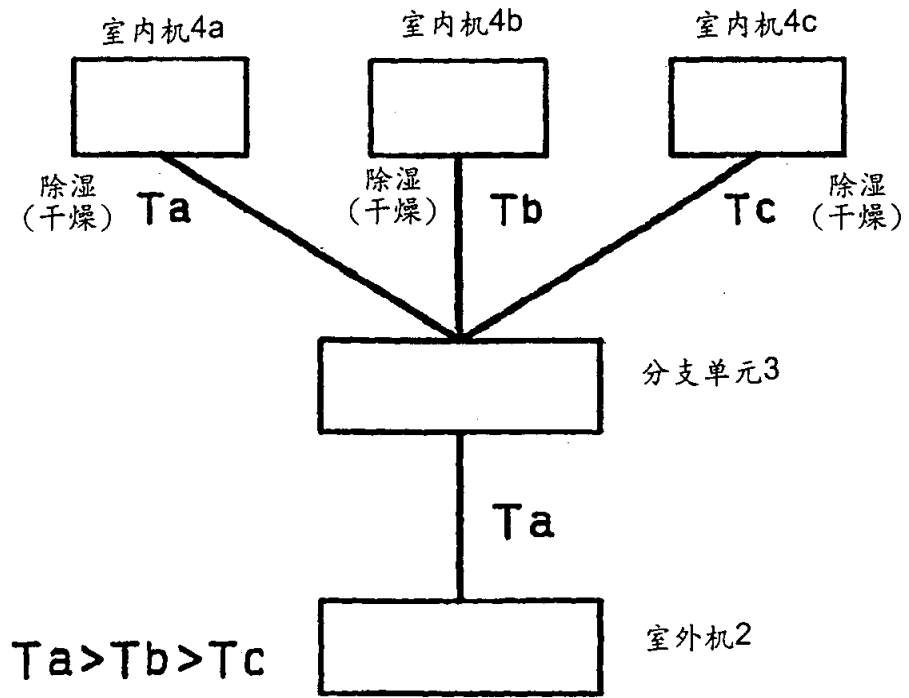 室内机4a
室内机4b
室内机4c
除湿
(干燥)
Ta
除湿
(干燥)
Tb
Tc
除湿
(干燥)
分支单元3
Ta
室外机2
Ta>Tb>Tc